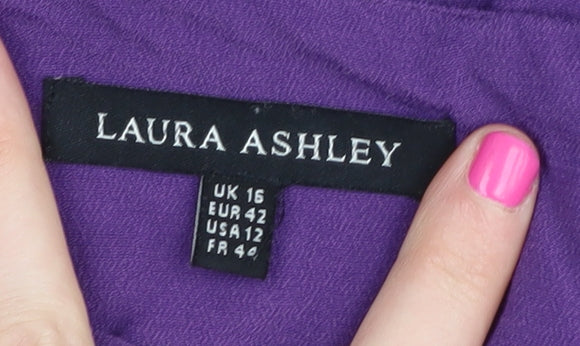 LAURA ASHLEY
UK 16
EUR 42
USA 12
FR 44